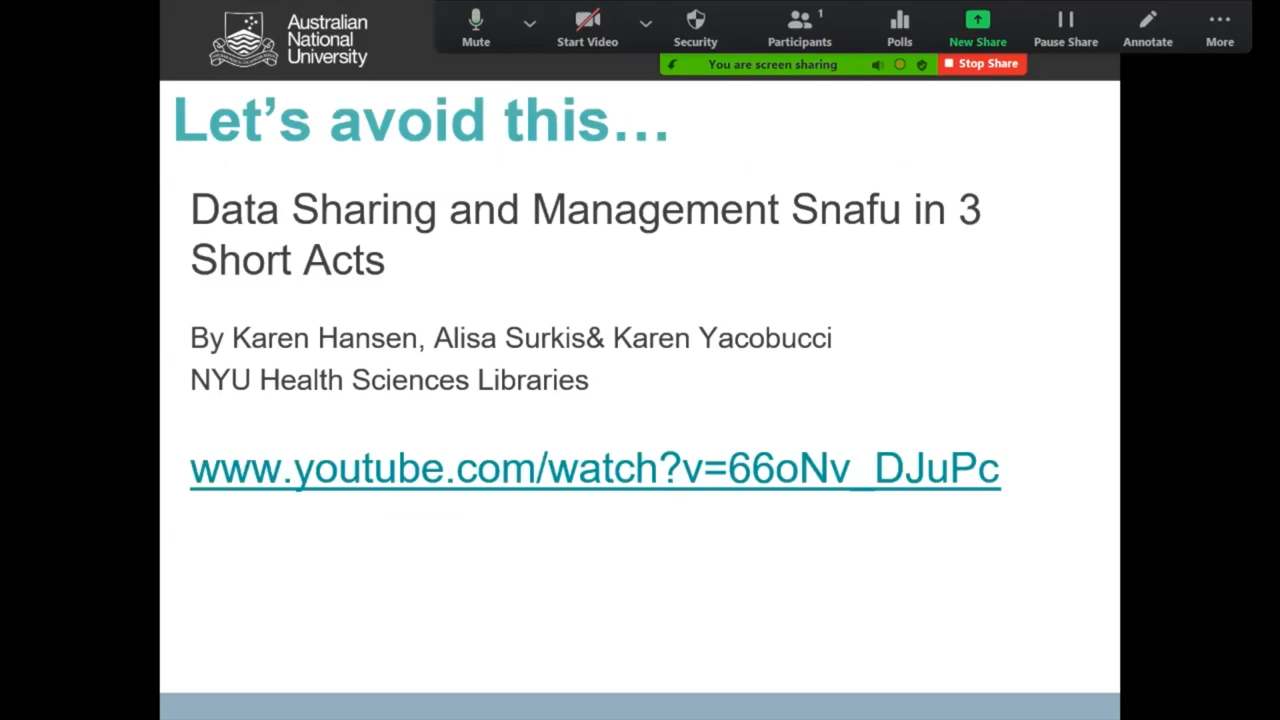 Australian
National
University
Mute
Start Video
Security
Participants
1
Polls
New Share
Pause Share
Annotate
More
You are screen sharing
Stop Share
Let's avoid this…
Data Sharing and Management Snafu in 3
Short Acts
By Karen Hansen, Alisa Surkis& Karen Yacobucci
NYU Health Sciences Libraries
www.youtube.com/watch?v=66oNv_DJuPc